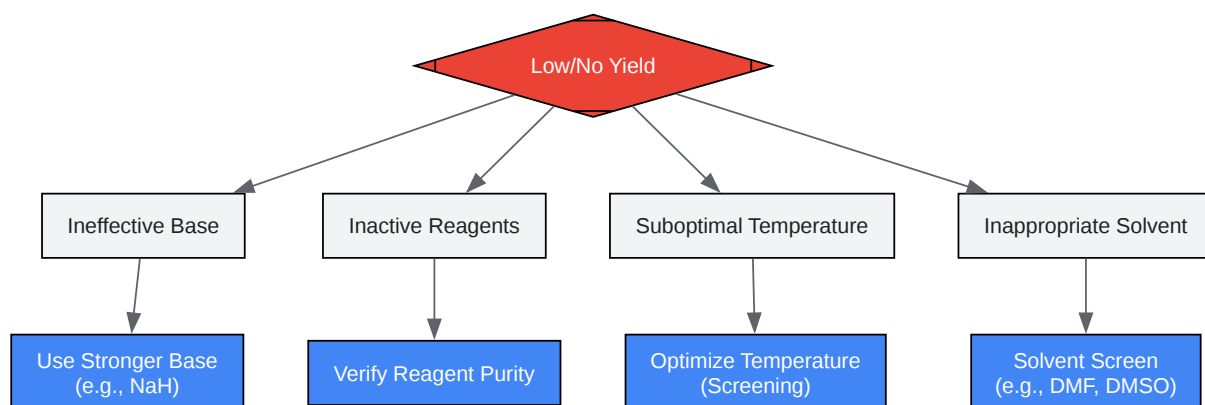 Low/No Yield
Ineffective Base
Inactive Reagents
Suboptimal Temperature
Inappropriate Solvent
Use Stronger Base
(e.g., NaH)
Verify Reagent Purity
Optimize Temperature
(Screening)
Solvent Screen
(e.g., DMF, DMSO)